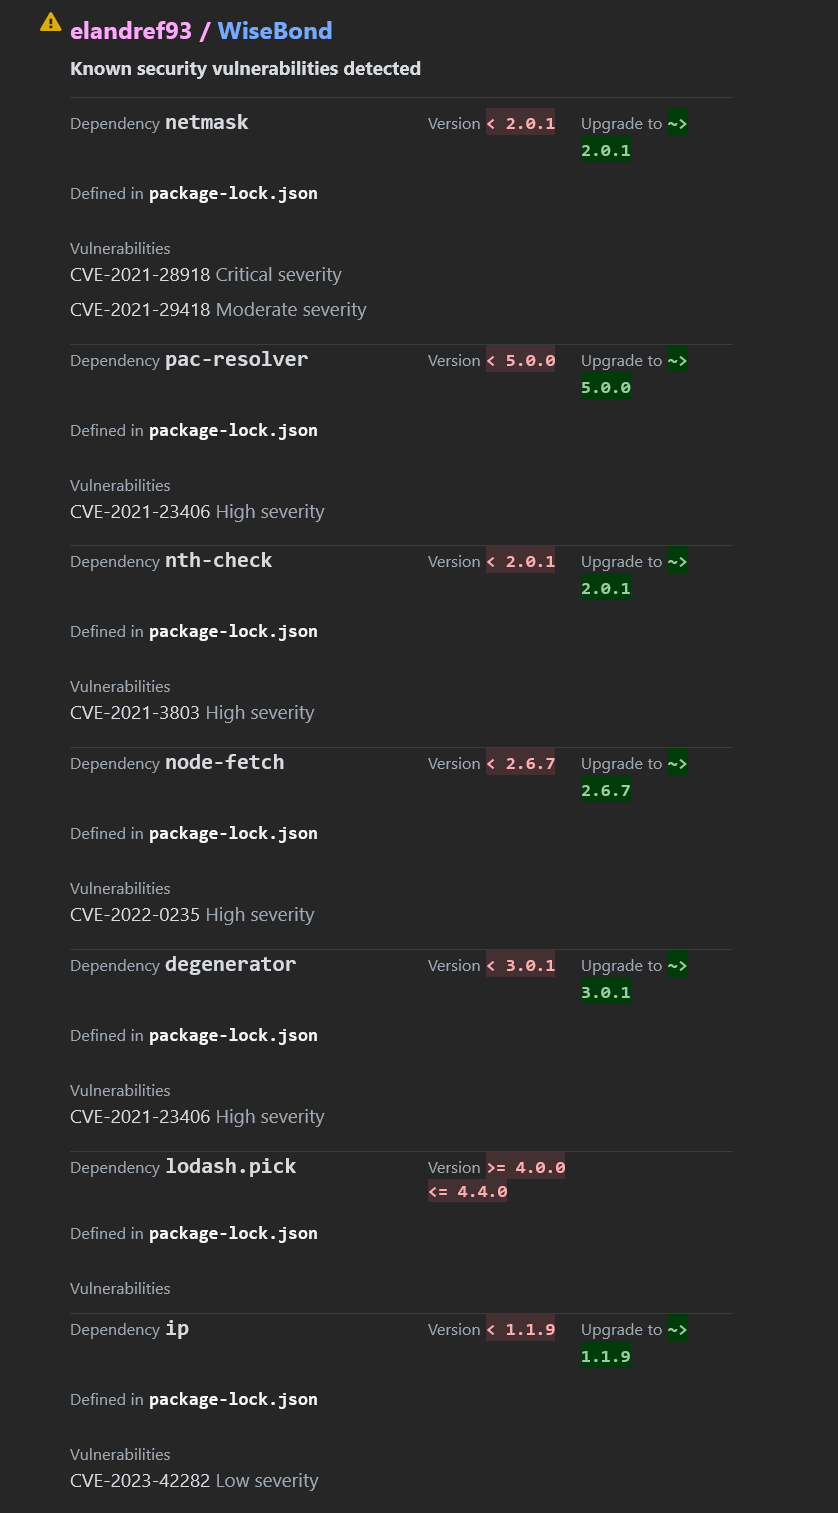 elandref93 / WiseBond
Known security vulnerabilities detected
Dependency netmask Version < 2.0.1 Upgrade to ~>
2.0.1
Defined in package-lock.json
Vulnerabilities
CVE-2021-28918 Critical severity
CVE-2021-29418 Moderate severity
Dependency pac-resolver Version < 5.0.0 Upgrade to ~>
5.0.0
Defined in package-lock.json
Vulnerabilities
CVE-2021-23406 High severity
Dependency nth-check Version < 2.0.1 Upgrade to ~>
2.0.1
Defined in package-lock.json
Vulnerabilities
CVE-2021-3803 High severity
Dependency node-fetch Version < 2.6.7 Upgrade to ~>
2.6.7
Defined in package-lock.json
Vulnerabilities
CVE-2022-0235 High severity
Dependency degenerator Version < 3.0.1 Upgrade to ~>
3.0.1
Defined in package-lock.json
Vulnerabilities
CVE-2021-23406 High severity
Dependency lodash.pick Version >= 4.0.0
<= 4.4.0
Defined in package-lock.json
Vulnerabilities
Dependency ip Version < 1.1.9 Upgrade to ~>
1.1.9
Defined in package-lock.json
Vulnerabilities
CVE-2023-42282 Low severity